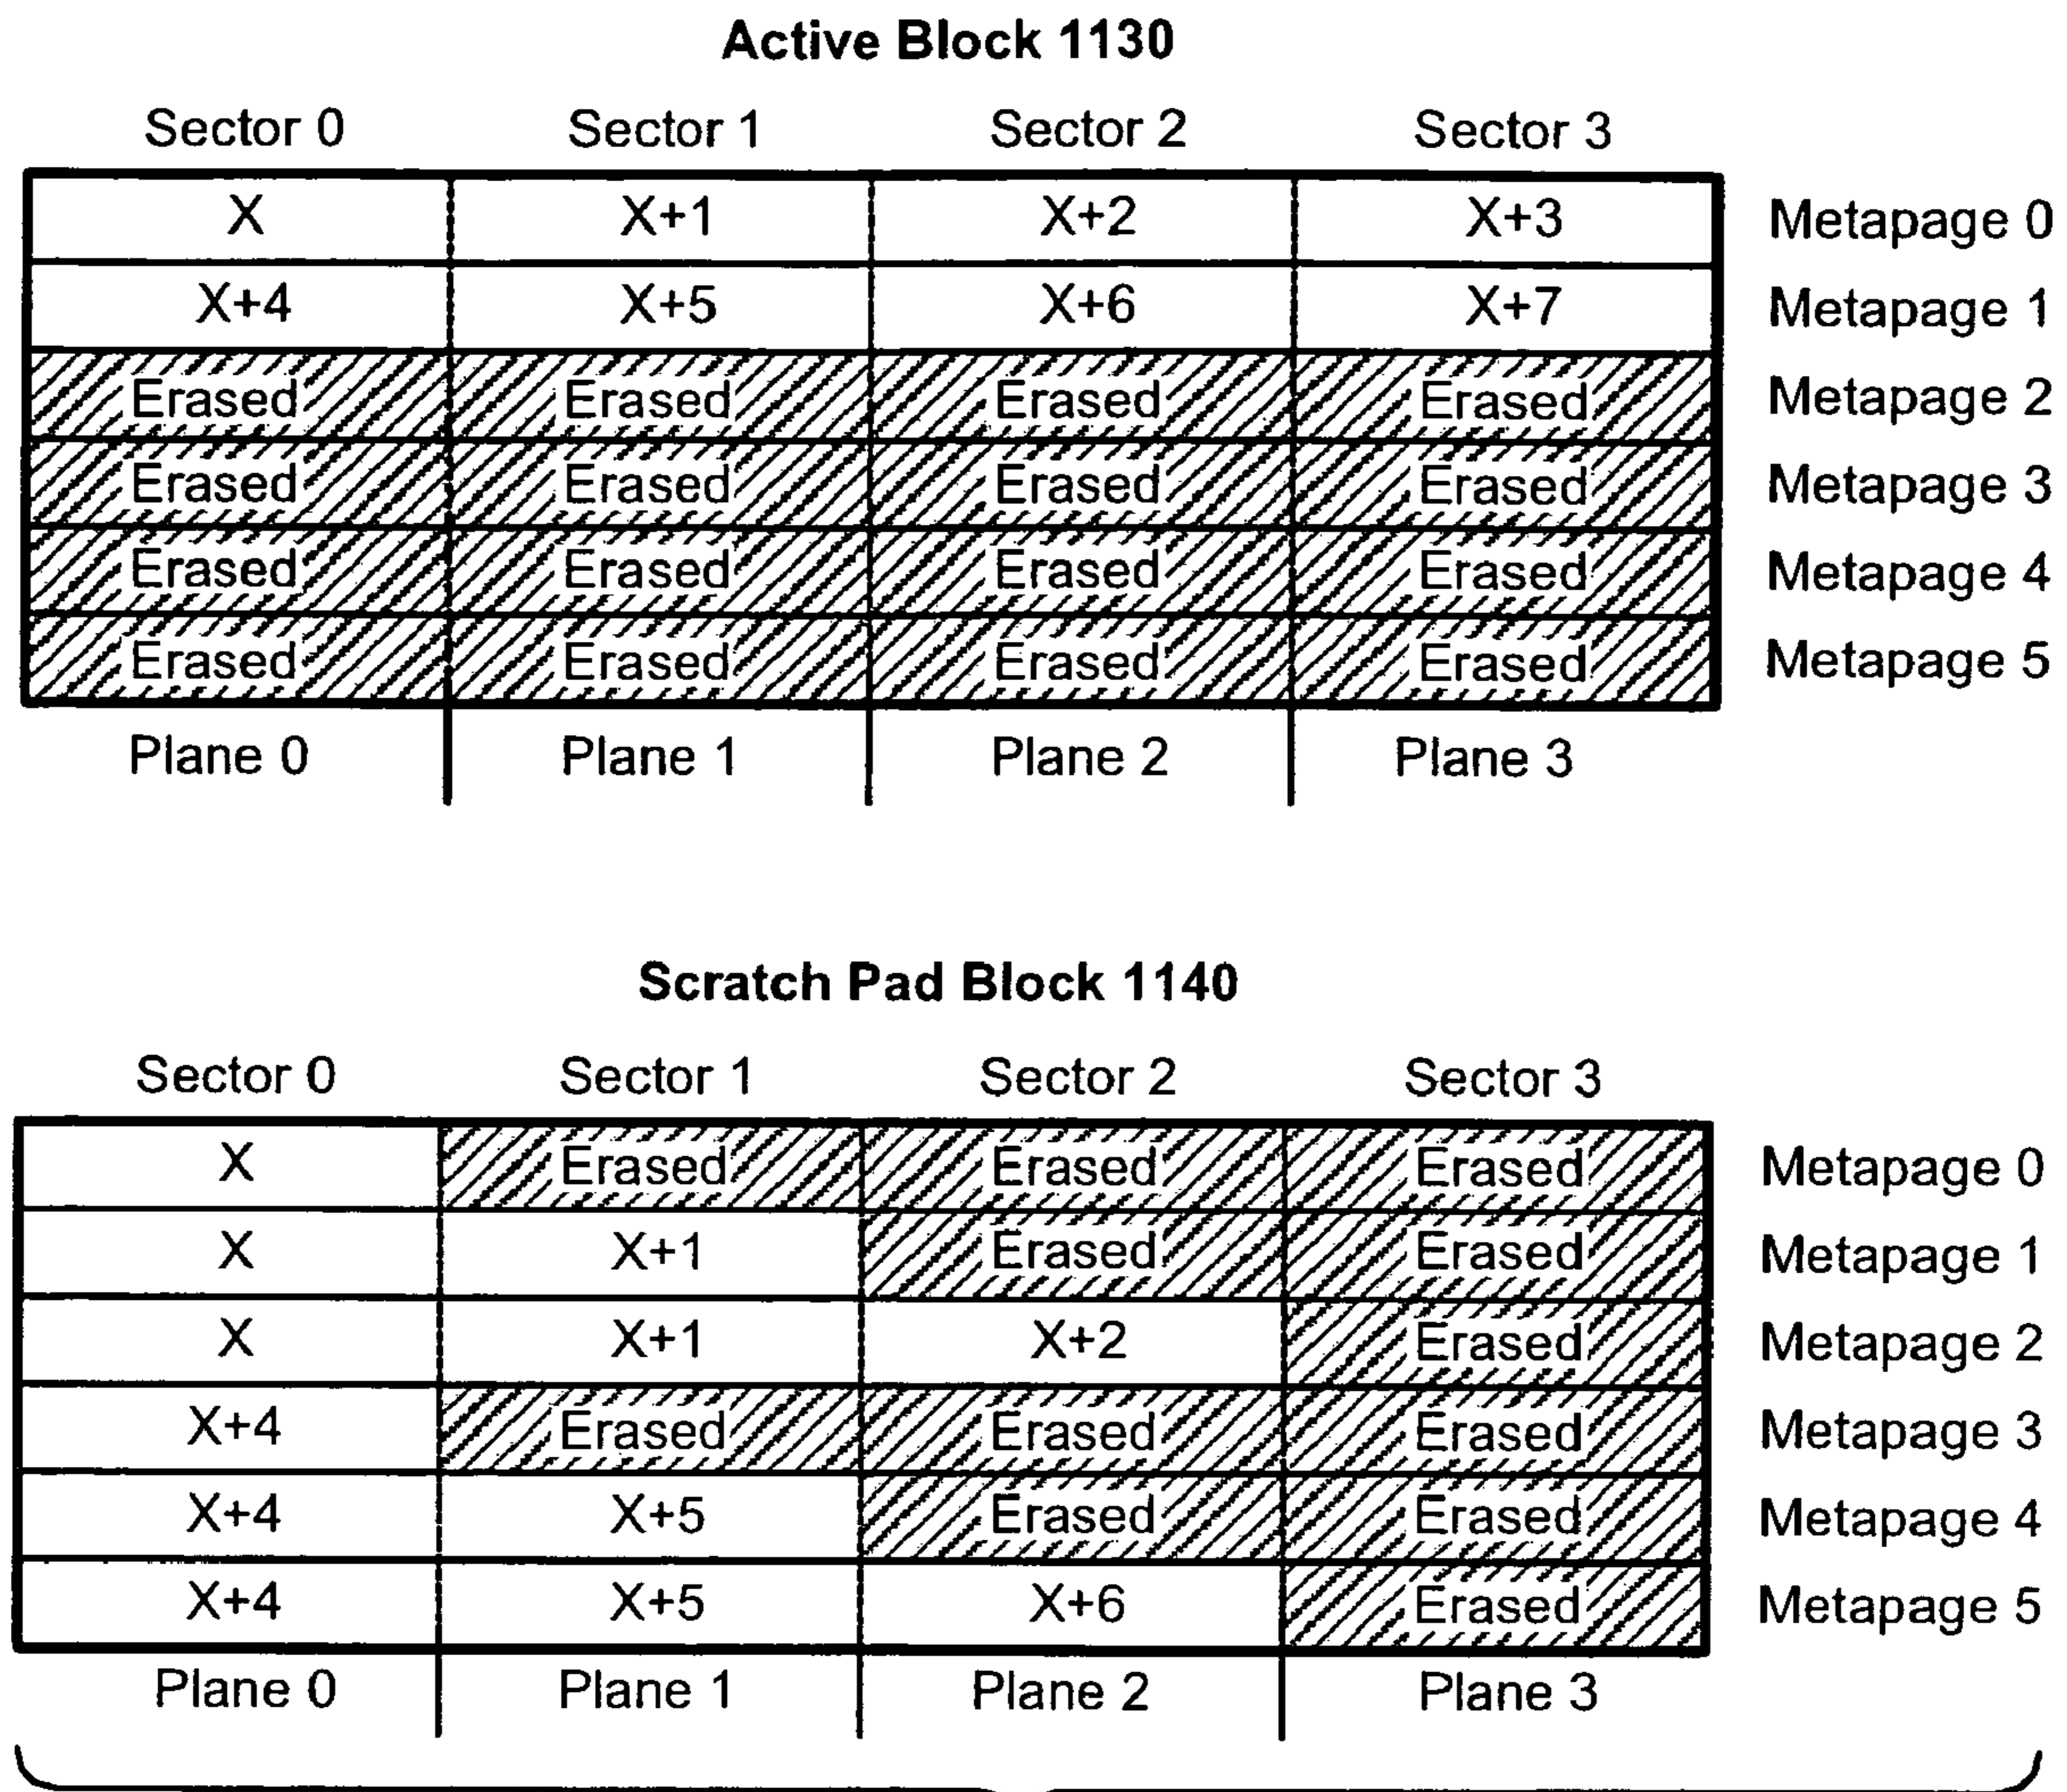 Active Block 1130
Sector 0 Sector 1 Sector 2 Sector 3
X X+1 X+2 X+3 Metapage 0
X+4 X+5 X+6 X+7 Metapage 1
Erased Erased Erased Erased Metapage 2
Erased Erased Erased Erased Metapage 3
Erased Erased Erased Erased Metapage 4
Erased Erased Erased Erased Metapage 5
Plane 0 Plane 1 Plane 2 Plane 3
Scratch Pad Block 1140
Sector 0 Sector 1 Sector 2 Sector 3
X Erased Erased Erased Metapage 0
X X+1 Erased Erased Metapage 1
X X+1 X+2 Erased Metapage 2
X+4 Erased Erased Erased Metapage 3
X+4 X+5 Erased Erased Metapage 4
X+4 X+5 X+6 Erased Metapage 5
Plane 0 Plane 1 Plane 2 Plane 3